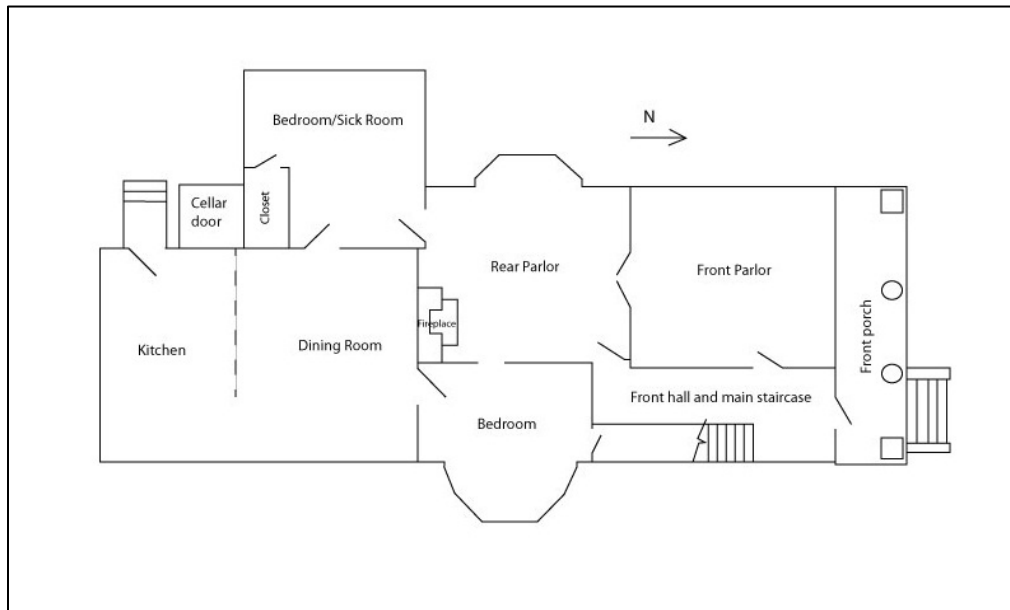 Bedroom/Sick Room
N
Cellar
door
Closet
Rear Parlor
Front Parlor
Fireplace
Kitchen
Dining Room
Front porch
Front hall and main staircase
Bedroom